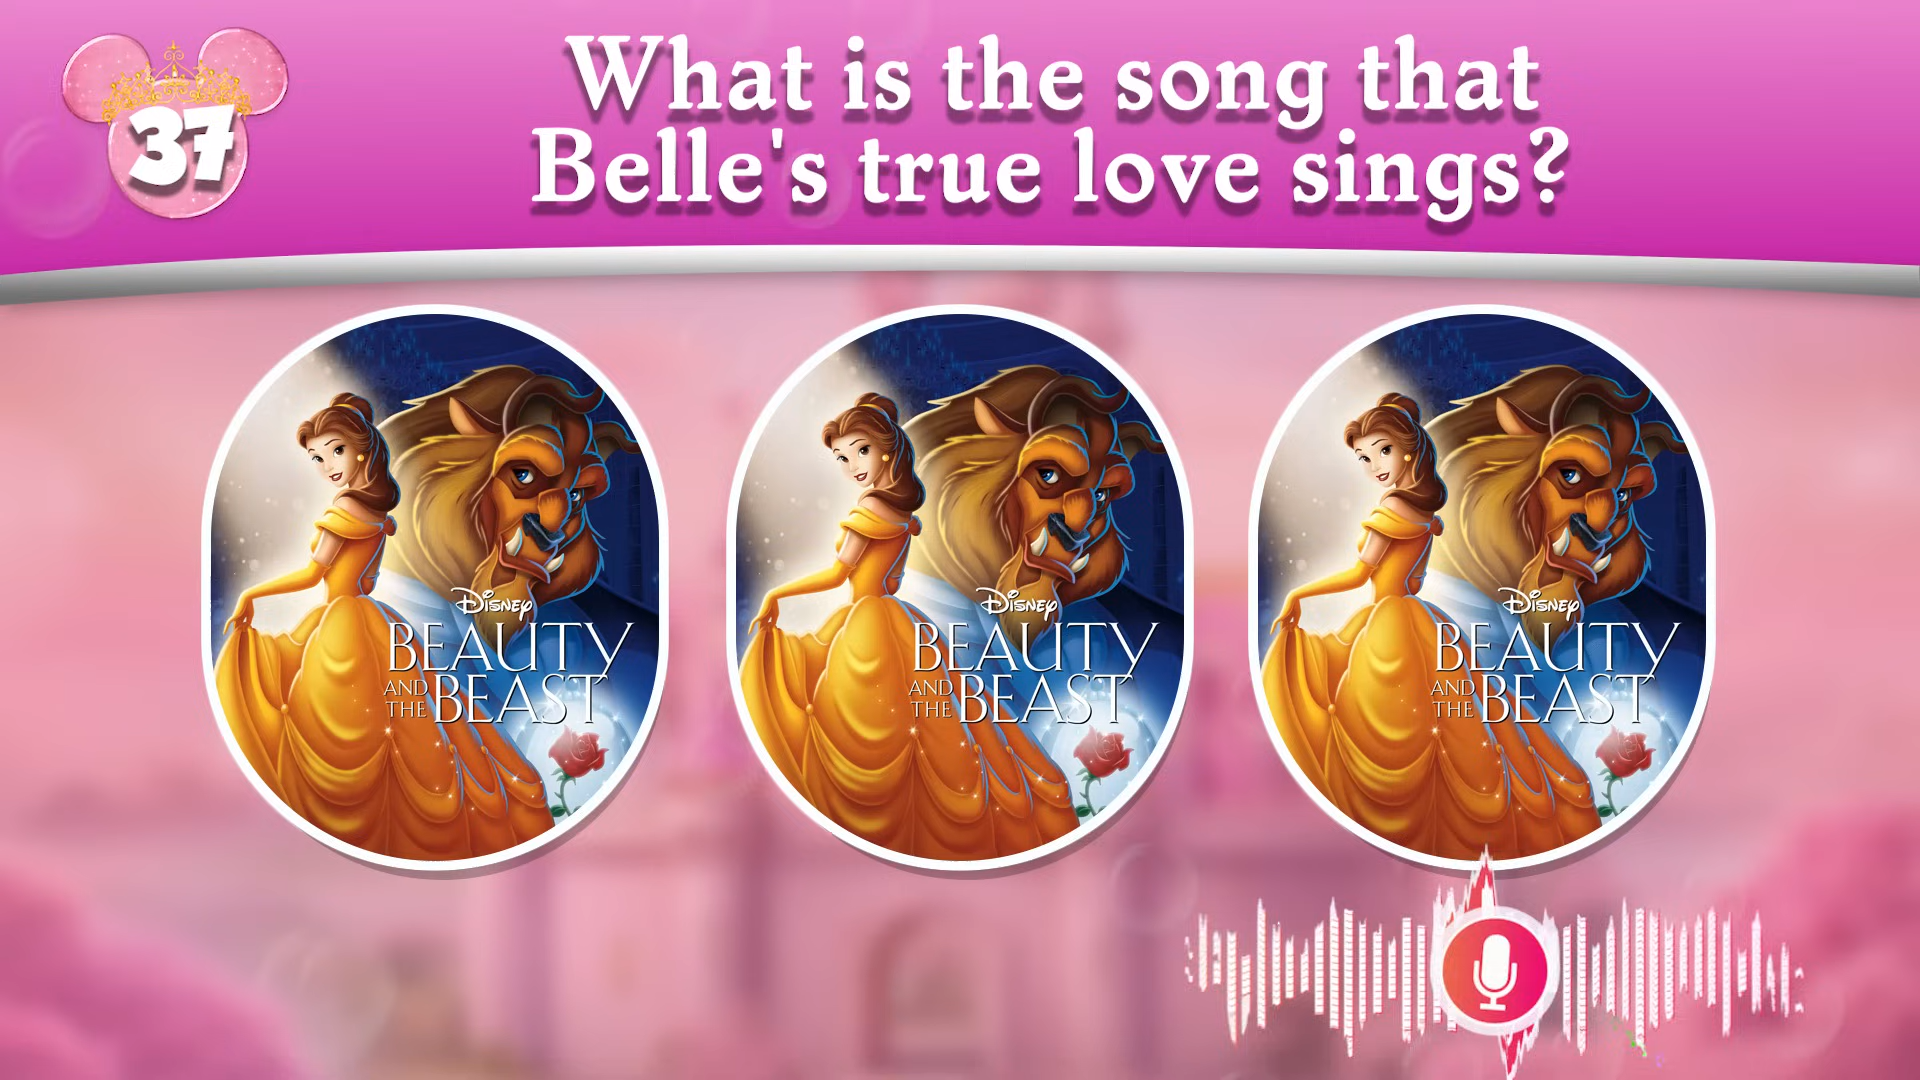 37
What is the song that
Belle's true love sings?
Disney
BEAUTY
AND THE BEAST
Disney
BEAUTY
AND THE BEAST
Disney
BEAUTY
AND THE BEAST